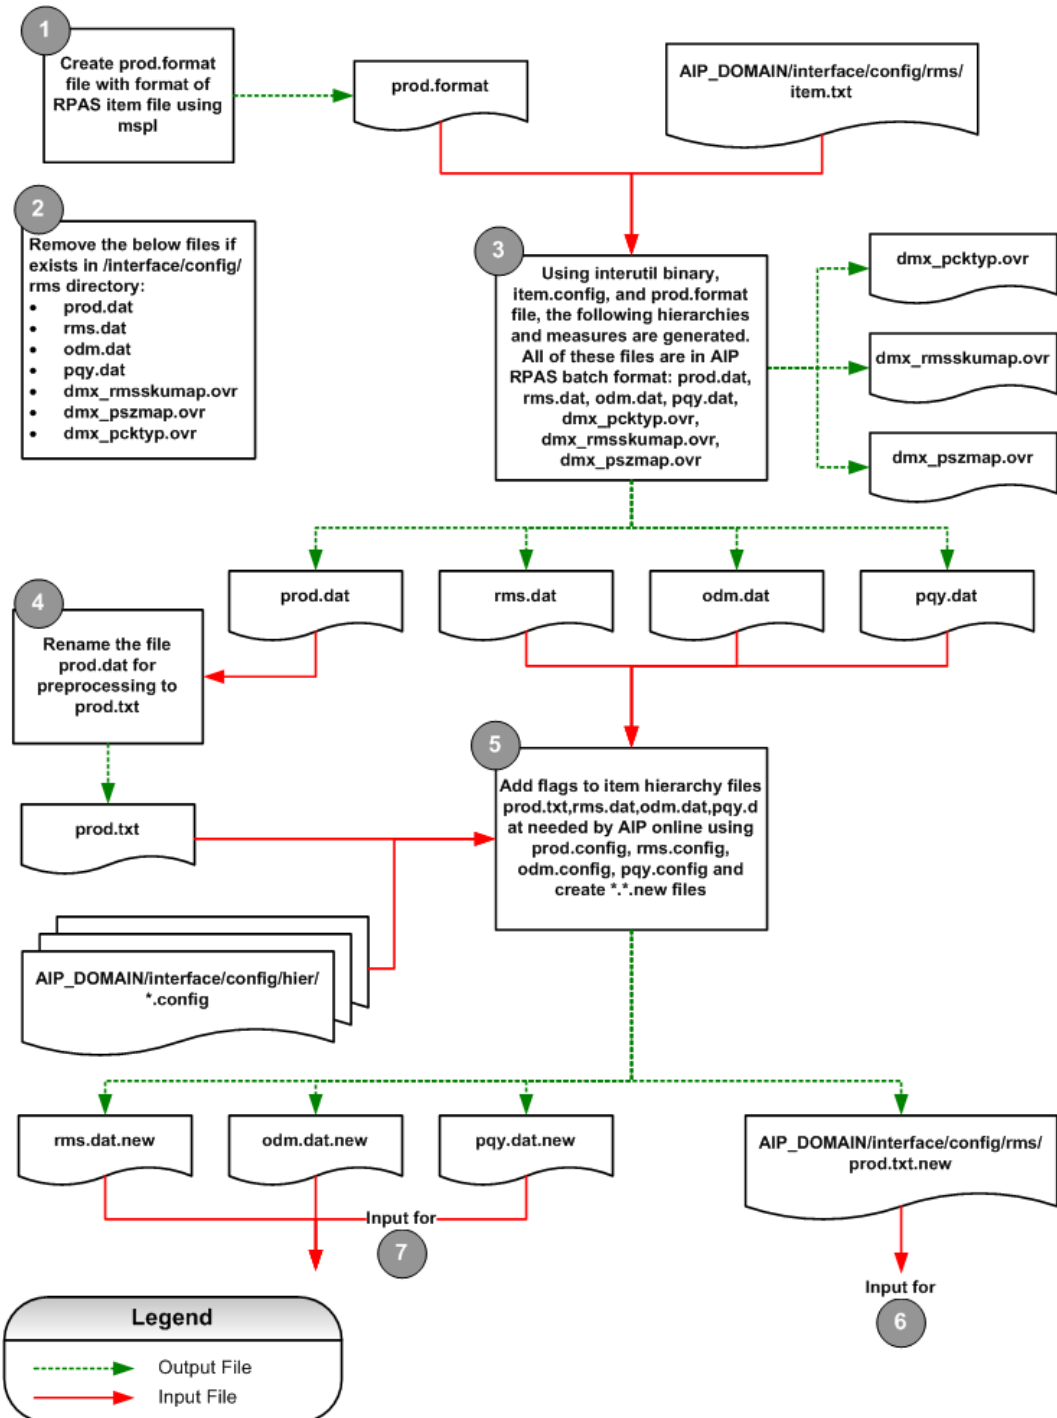 1
Create prod.format
file with format of
RPAS item file using
mspl
prod.format
AIP_DOMAIN/interface/config/rms/
item.txt
2
Remove the below files if
exists in /interface/config/
rms directory:
• prod.dat
• rms.dat
• odm.dat
• pqy.dat
• dmx_rmsskumap.ovr
• dmx_pszmap.ovr
• dmx_pcktyp.ovr
3
Using interutil binary,
item.config, and prod.format
file, the following hierarchies
and measures are generated.
All of these files are in AIP
RPAS batch format: prod.dat,
rms.dat, odm.dat, pqy.dat,
dmx_pcktyp.ovr,
dmx_rmsskumap.ovr,
dmx_pszmap.ovr
dmx_pcktyp.ovr
dmx_rmsskumap.ovr
dmx_pszmap.ovr
prod.dat
rms.dat
odm.dat
pqy.dat
4
Rename the file
prod.dat for
preprocessing to
prod.txt
prod.txt
5
Add flags to item hierarchy files
prod.txt,rms.dat,odm.dat,pqy.d
at needed by AIP online using
prod.config, rms.config,
odm.config, pqy.config and
create *.*.new files
AIP_DOMAIN/interface/config/hier/
*.config
rms.dat.new
odm.dat.new
pqy.dat.new
AIP_DOMAIN/interface/config/rms/
prod.txt.new
Input for
7
Input for
6
Legend
Output File
Input File